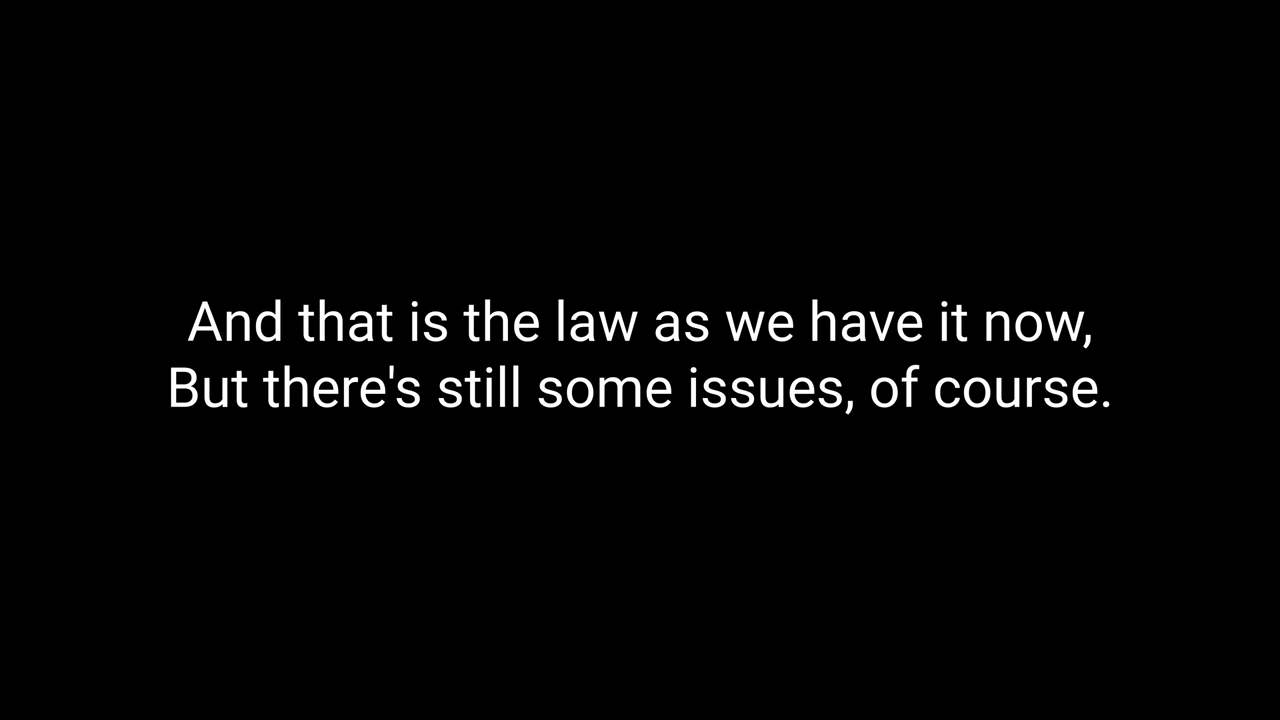 And that is the law as we have it now,
But there's still some issues, of course.